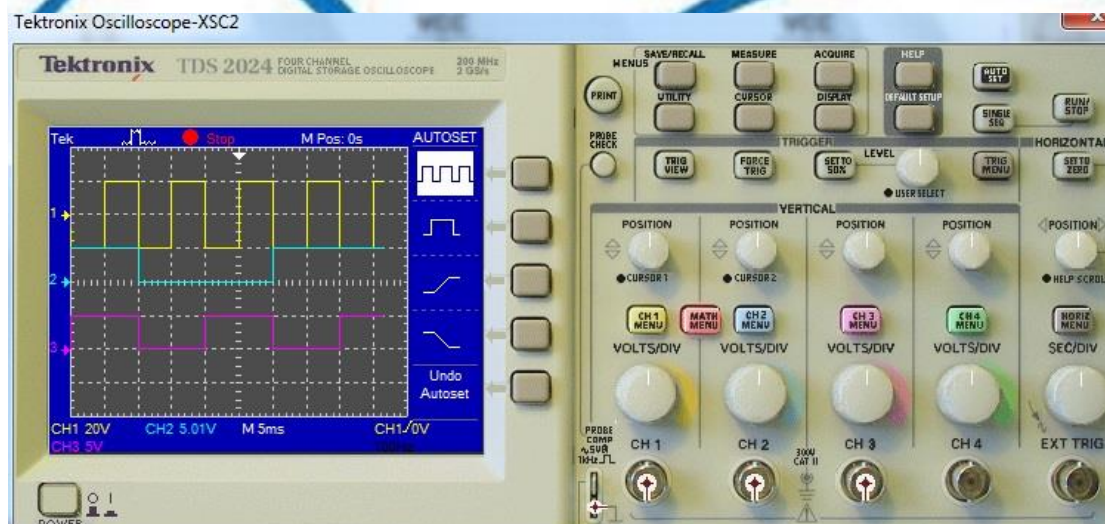 Tektronix Oscilloscope-XSC2
Tektronix TDS 2024 FOUR CHANNEL DIGITAL STORAGE OSCILLOSCOPE 200 MHz 2 GS/s
Tek Stop M Pos: 0s AUTOSET
1
2
3
Undo
Autoset
CH1 20V CH2 5.01V M 5ms CH1 0V
CH3 5V
POWER
MENUS
SAVE/RECALL MEASURE ACQUIRE HELP
AUTO SET
PRINT
UTILITY CURSOR DISPLAY DEFAULT SETUP
SINGLE SEQ
RUN/STOP
PROBE CHECK
TRIGGER
HORIZONTAL
TRIG VIEW
FORCE TRIG
SET TO 50%
LEVEL
USER SELECT
TRIG MENU
SET TO ZERO
VERTICAL
POSITION POSITION POSITION POSITION POSITION
CURSOR 1 CURSOR 2 HELP SCROLL
CH 1 MENU
MATH MENU
CH 2 MENU
CH 3 MENU
CH 4 MENU
HORIZ MENU
VOLTS/DIV VOLTS/DIV VOLTS/DIV VOLTS/DIV SEC/DIV
PROBE COMP
1kHz
CH 1 CH 2 CH 3 CH 4 EXT TRIG
300V
CAT II